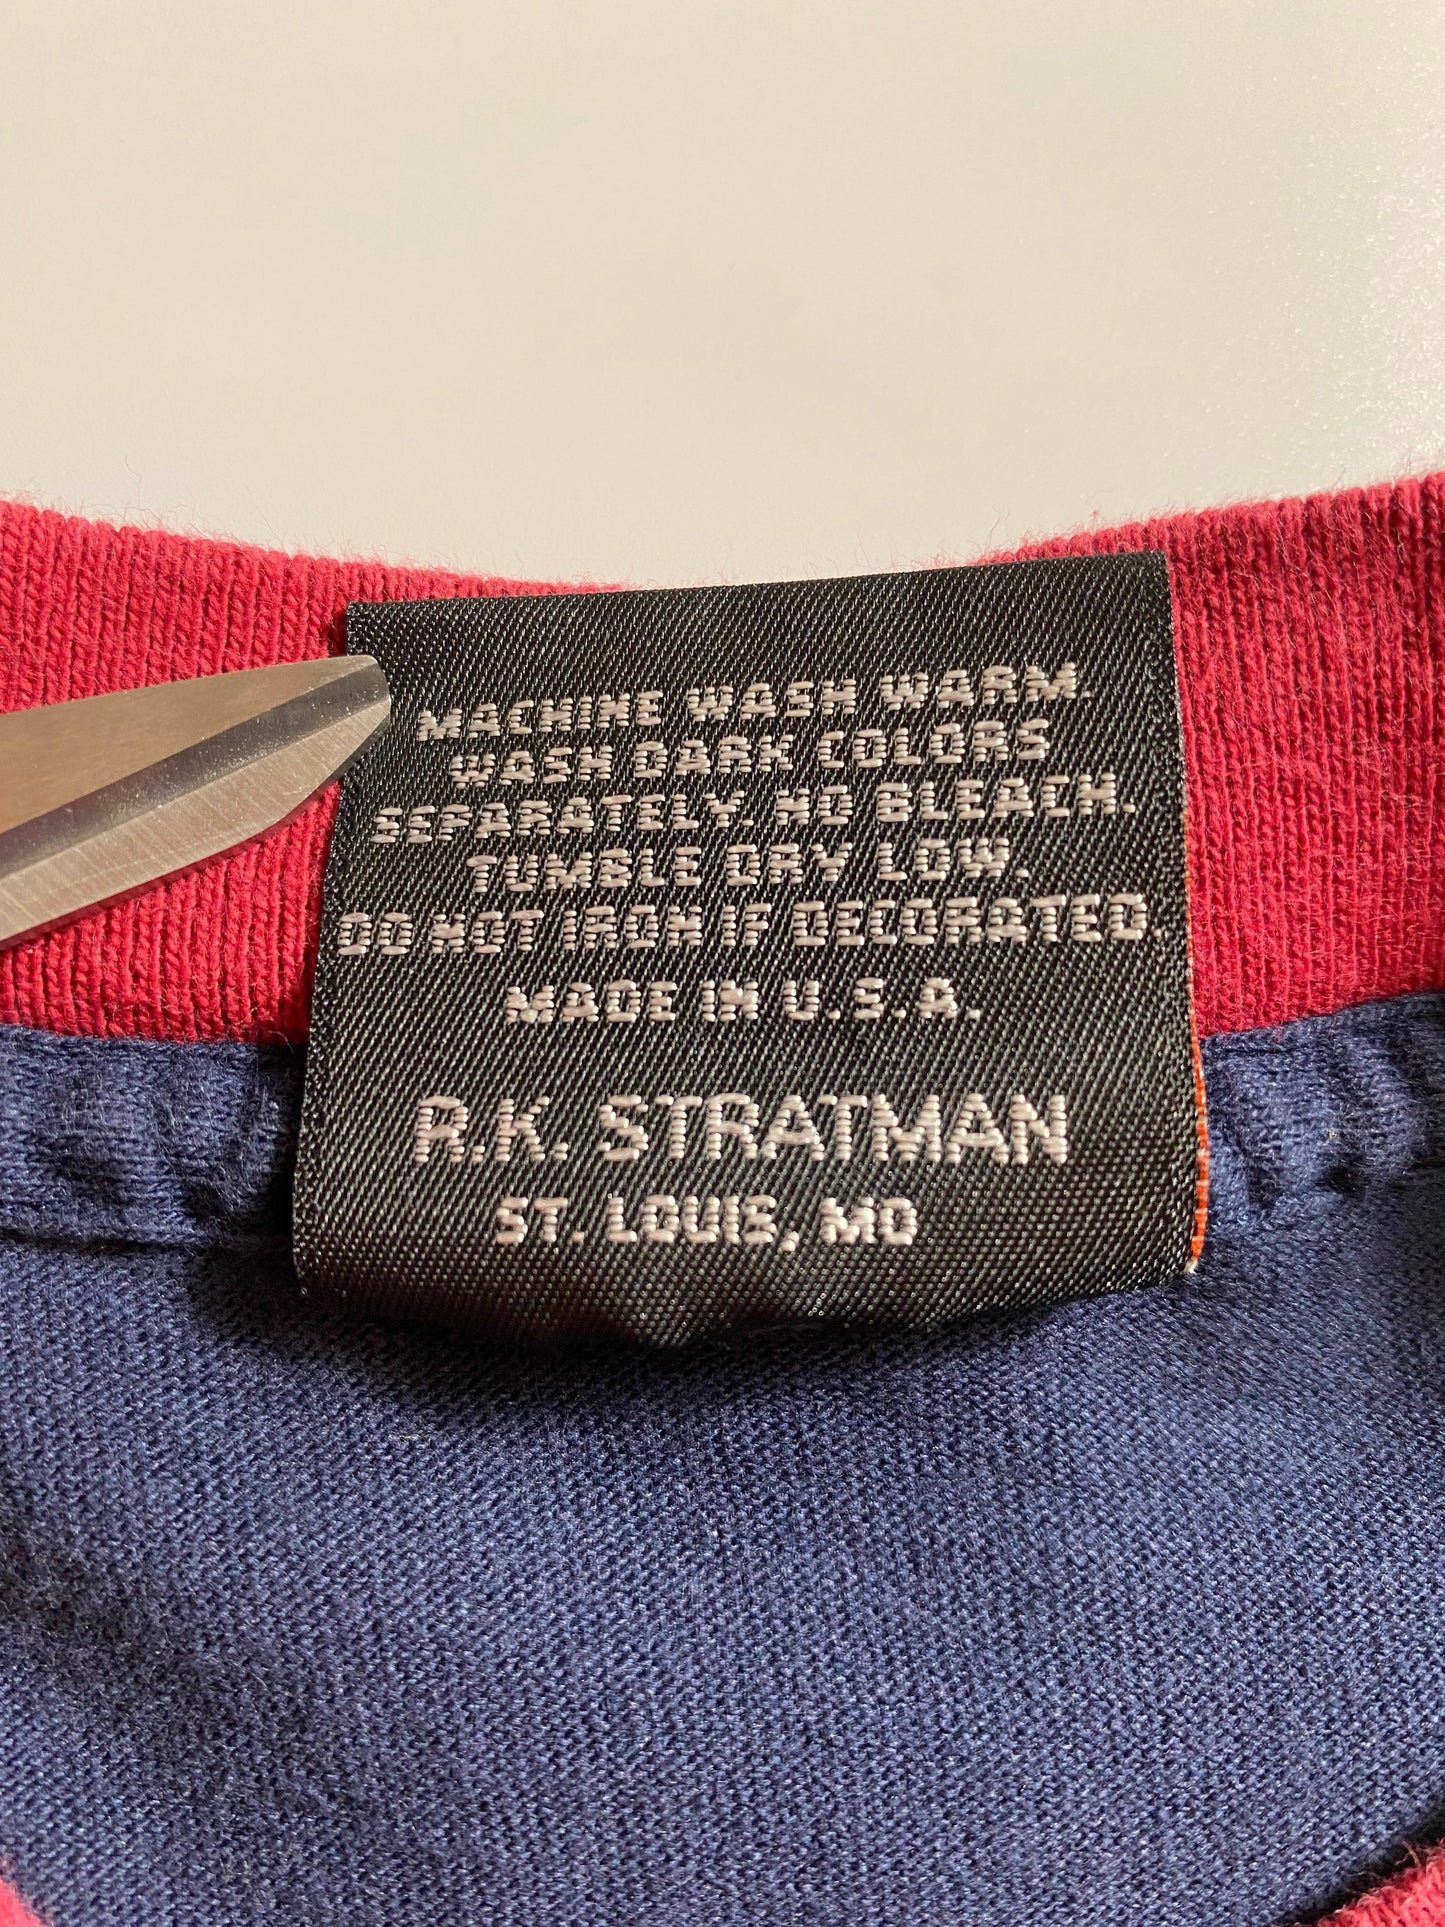 MACHINE WASH WARM.
WASH DARK COLORS
SEPARATELY. NO BLEACH.
TUMBLE DRY LOW.
DO NOT IRON IF DECORATED.
MADE IN U.S.A.
R.K. STRATMAN
ST. LOUIS, MO